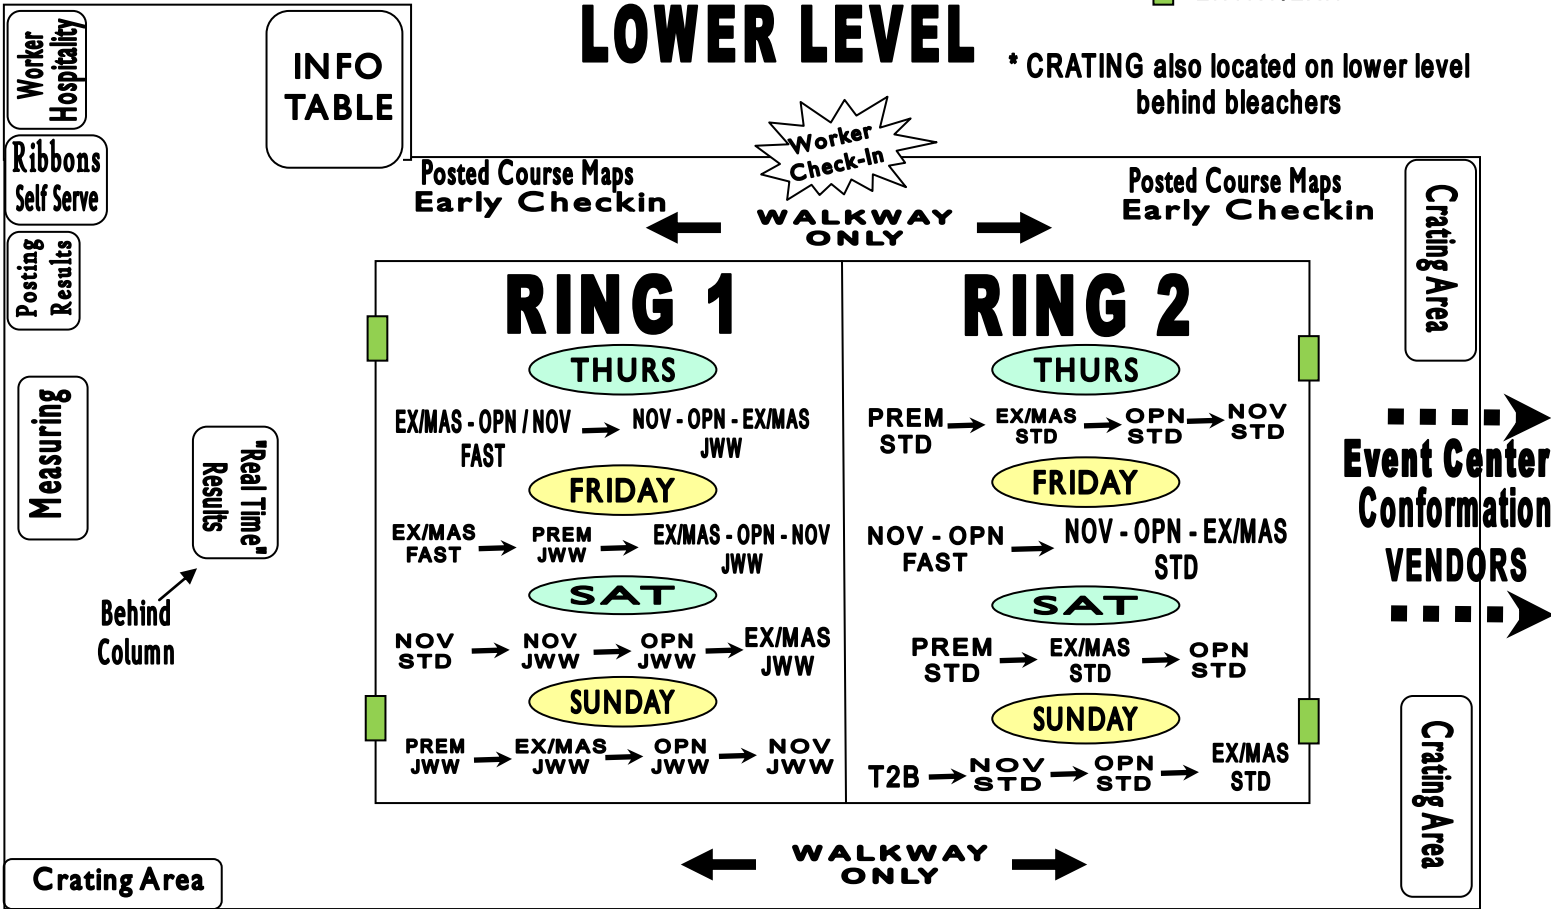 LOWER LEVEL
* CRATING also located on lower level
behind bleachers
Worker
Hospitality
INFO
TABLE
Ribbons
Self Serve
Posting
Results
Measuring
"Real Time"
Results
Behind
Column
Crating Area
Worker
Check-In
Posted Course Maps
Early Checkin
WALKWAY
ONLY
Posted Course Maps
Early Checkin
Crating Area
RING 1
THURS
EX/MAS - OPN / NOV
FAST
NOV - OPN - EX/MAS
JWW
FRIDAY
EX/MAS
FAST
PREM
JWW
EX/MAS - OPN - NOV
JWW
SAT
NOV
STD
NOV
JWW
OPN
JWW
EX/MAS
JWW
SUNDAY
PREM
JWW
EX/MAS
JWW
OPN
JWW
NOV
JWW
RING 2
THURS
PREM
STD
EX/MAS
STD
OPN
STD
NOV
STD
FRIDAY
NOV - OPN
FAST
NOV - OPN - EX/MAS
STD
SAT
PREM
STD
EX/MAS
STD
OPN
STD
SUNDAY
T2B
NOV
STD
OPN
STD
EX/MAS
STD
Event Center
Conformation
VENDORS
Crating Area
WALKWAY
ONLY